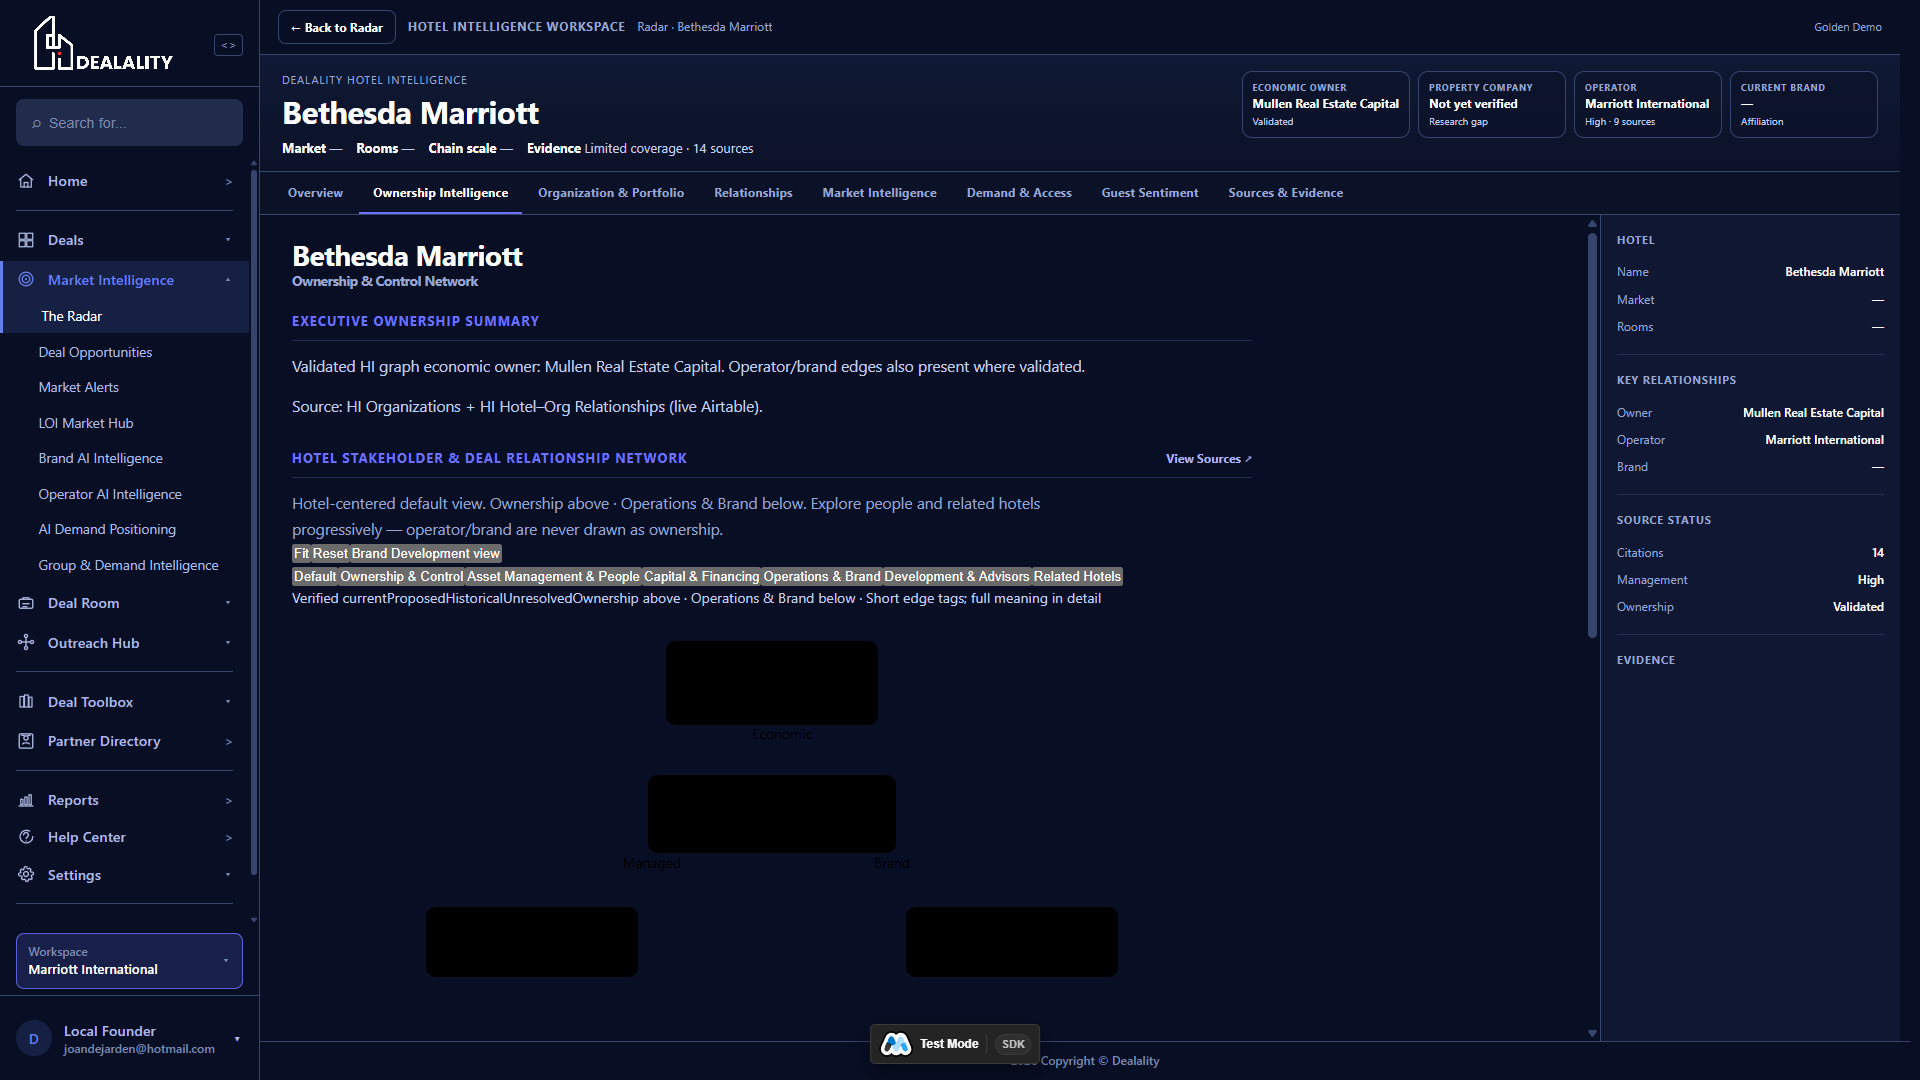 DEALALITY
< >
Search for...
Home
Deals
Market Intelligence
The Radar
Deal Opportunities
Market Alerts
LOI Market Hub
Brand AI Intelligence
Operator AI Intelligence
AI Demand Positioning
Group & Demand Intelligence
Deal Room
Outreach Hub
Deal Toolbox
Partner Directory
Reports
Help Center
Settings
Workspace
Marriott International
D
Local Founder
joandejarden@hotmail.com
← Back to Radar
HOTEL INTELLIGENCE WORKSPACE
Radar · Bethesda Marriott
Golden Demo
DEALALITY HOTEL INTELLIGENCE
Bethesda Marriott
Market — Rooms — Chain scale — Evidence Limited coverage · 14 sources
ECONOMIC OWNER
Mullen Real Estate Capital
Validated
PROPERTY COMPANY
Not yet verified
Research gap
OPERATOR
Marriott International
High · 9 sources
CURRENT BRAND
—
Affiliation
Overview
Ownership Intelligence
Organization & Portfolio
Relationships
Market Intelligence
Demand & Access
Guest Sentiment
Sources & Evidence
Bethesda Marriott
Ownership & Control Network
EXECUTIVE OWNERSHIP SUMMARY
Validated HI graph economic owner: Mullen Real Estate Capital. Operator/brand edges also present where validated.
Source: HI Organizations + HI Hotel–Org Relationships (live Airtable).
HOTEL STAKEHOLDER & DEAL RELATIONSHIP NETWORK
View Sources ↗
Hotel-centered default view. Ownership above · Operations & Brand below. Explore people and related hotels
progressively — operator/brand are never drawn as ownership.
Fit Reset Brand Development view
Default Ownership & Control Asset Management & People Capital & Financing Operations & Brand Development & Advisors Related Hotels
Verified currentProposedHistoricalUnresolvedOwnership above · Operations & Brand below · Short edge tags; full meaning in detail
Economic
Managed
Brand
HOTEL
Name Bethesda Marriott
Market —
Rooms —
KEY RELATIONSHIPS
Owner Mullen Real Estate Capital
Operator Marriott International
Brand —
SOURCE STATUS
Citations 14
Management High
Ownership Validated
EVIDENCE
Test Mode SDK
Copyright © Dealality